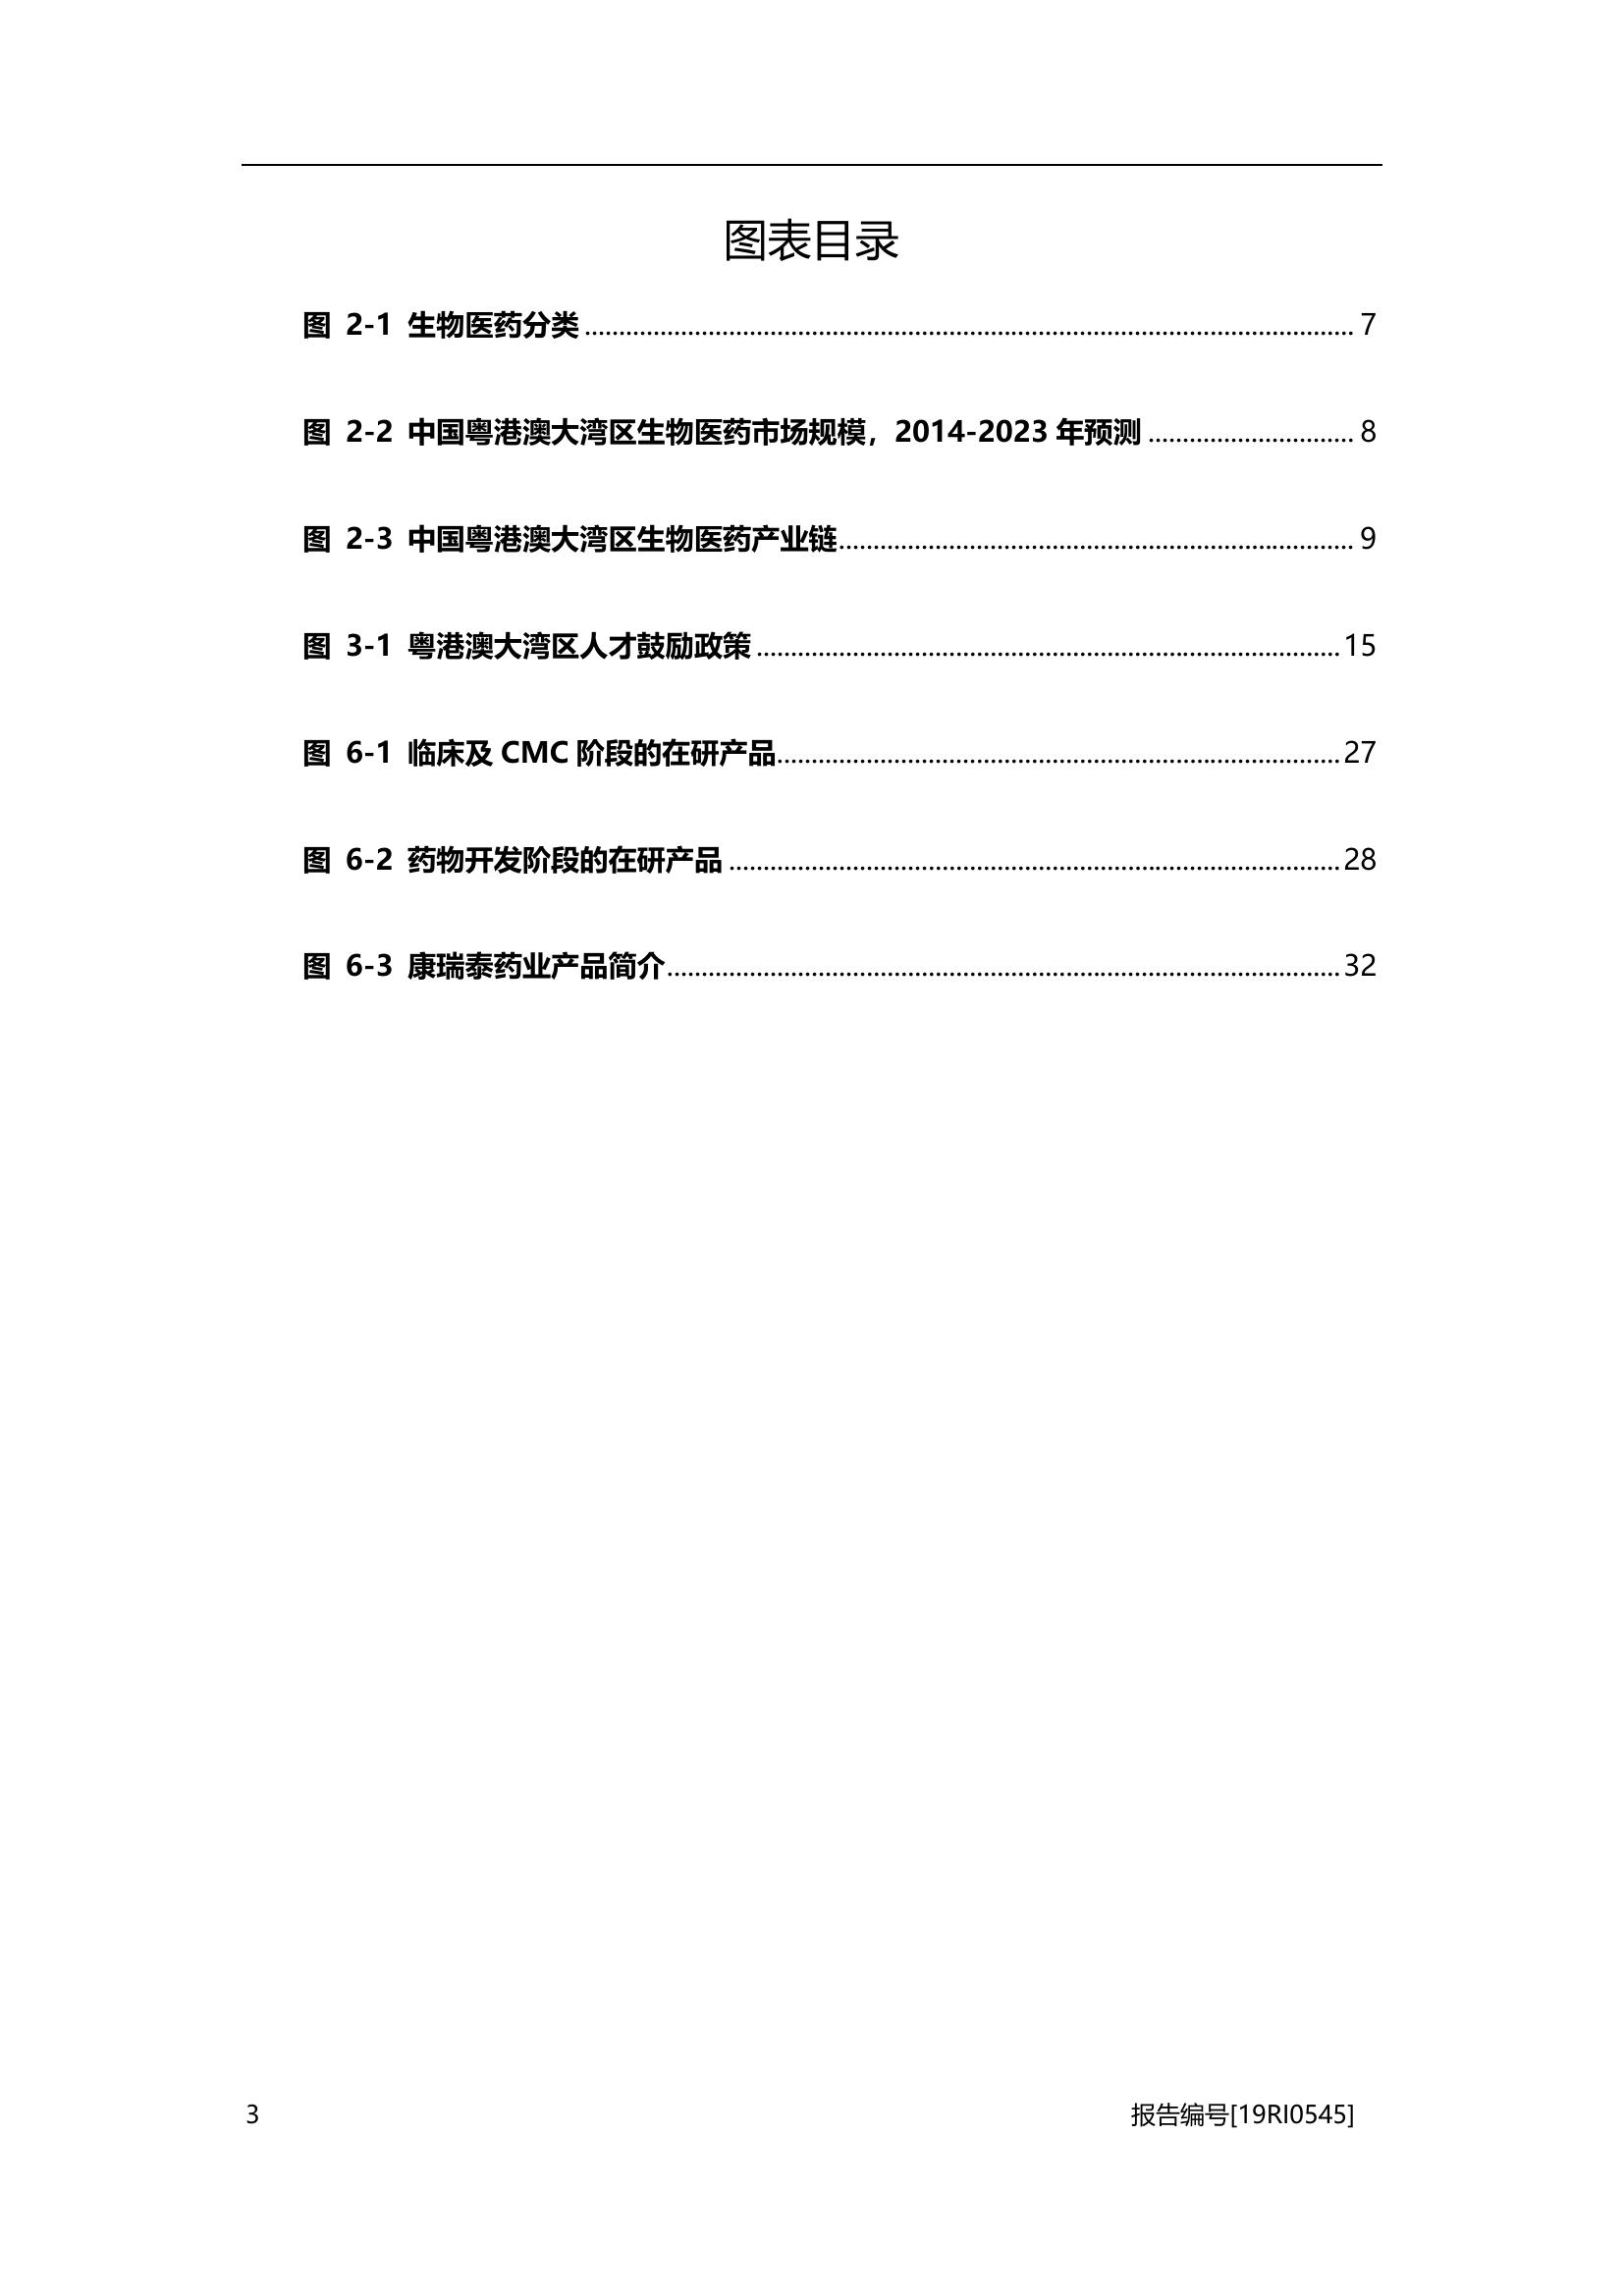 图表目录
图 2-1 生物医药分类 ........ 7
图 2-2 中国粤港澳大湾区生物医药市场规模，2014-2023 年预测 ........ 8
图 2-3 中国粤港澳大湾区生物医药产业链 ........ 9
图 3-1 粤港澳大湾区人才鼓励政策 ........ 15
图 6-1 临床及 CMC 阶段的在研产品 ........ 27
图 6-2 药物开发阶段的在研产品 ........ 28
图 6-3 康瑞泰药业产品简介 ........ 32
3 报告编号[19RI0545]